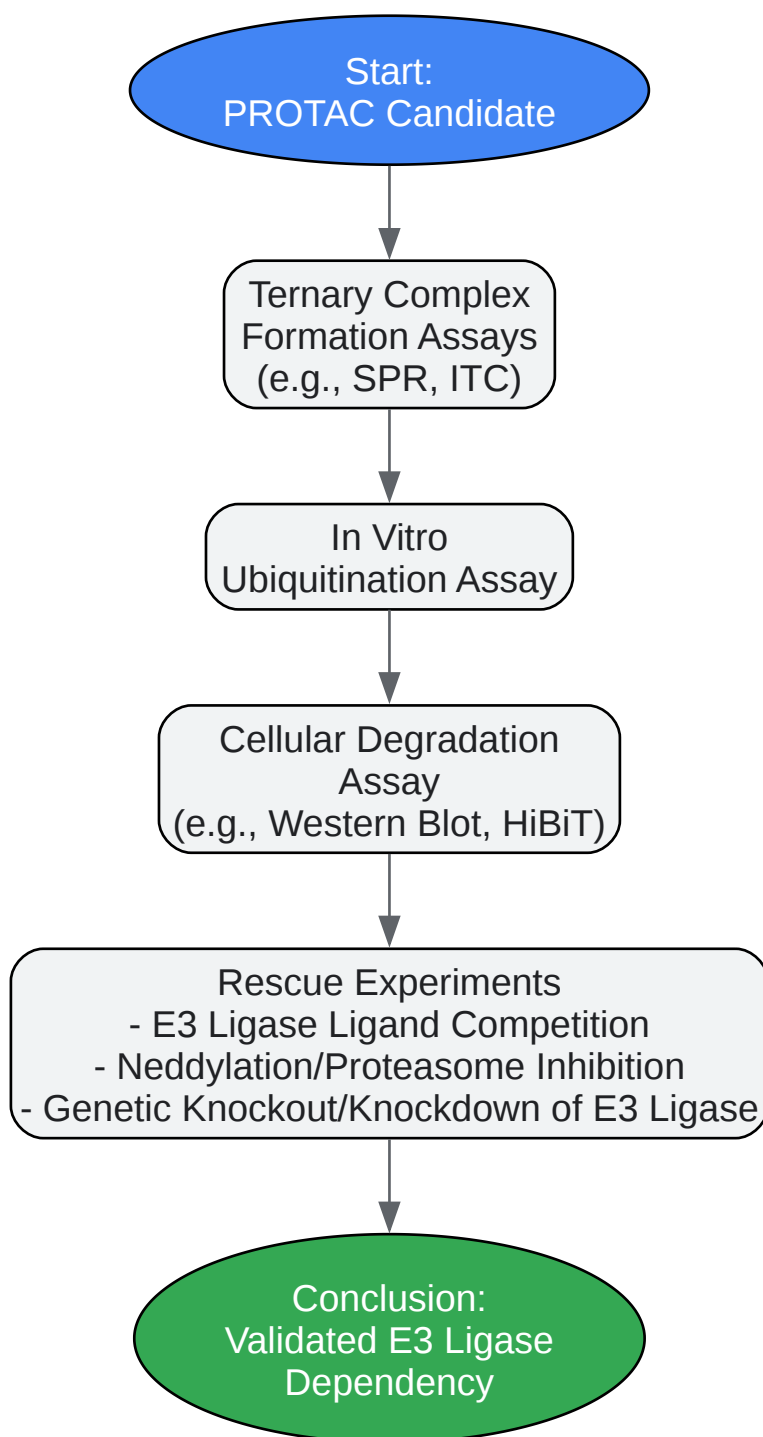 Start:
PROTAC Candidate
Ternary Complex
Formation Assays
(e.g., SPR, ITC)
In Vitro
Ubiquitination Assay
Cellular Degradation
Assay
(e.g., Western Blot, HiBiT)
Rescue Experiments
- E3 Ligase Ligand Competition
- Neddylation/Proteasome Inhibition
- Genetic Knockout/Knockdown of E3 Ligase
Conclusion:
Validated E3 Ligase
Dependency